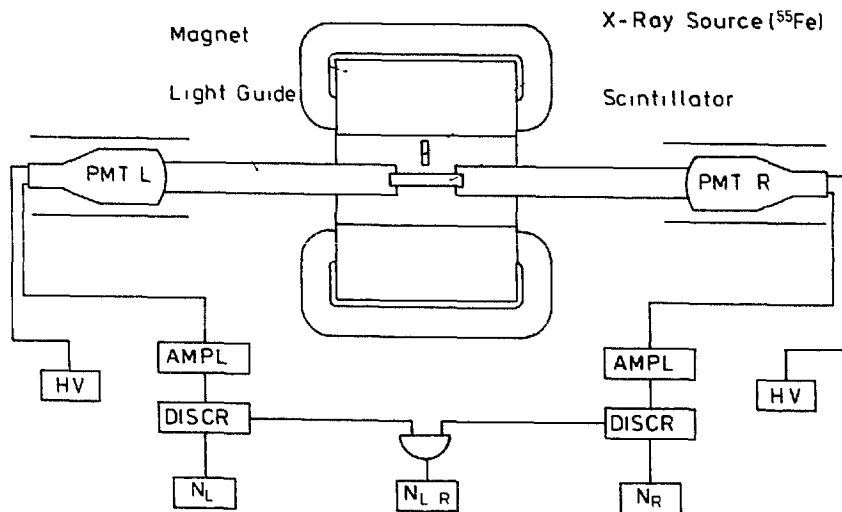 Magnet
X-Ray Source (⁵⁵Fe)
Light Guide
Scintillator
PMT L
PMT R
AMPL
AMPL
HV
HV
DISCR
DISCR
N_L
N_L R
N_R